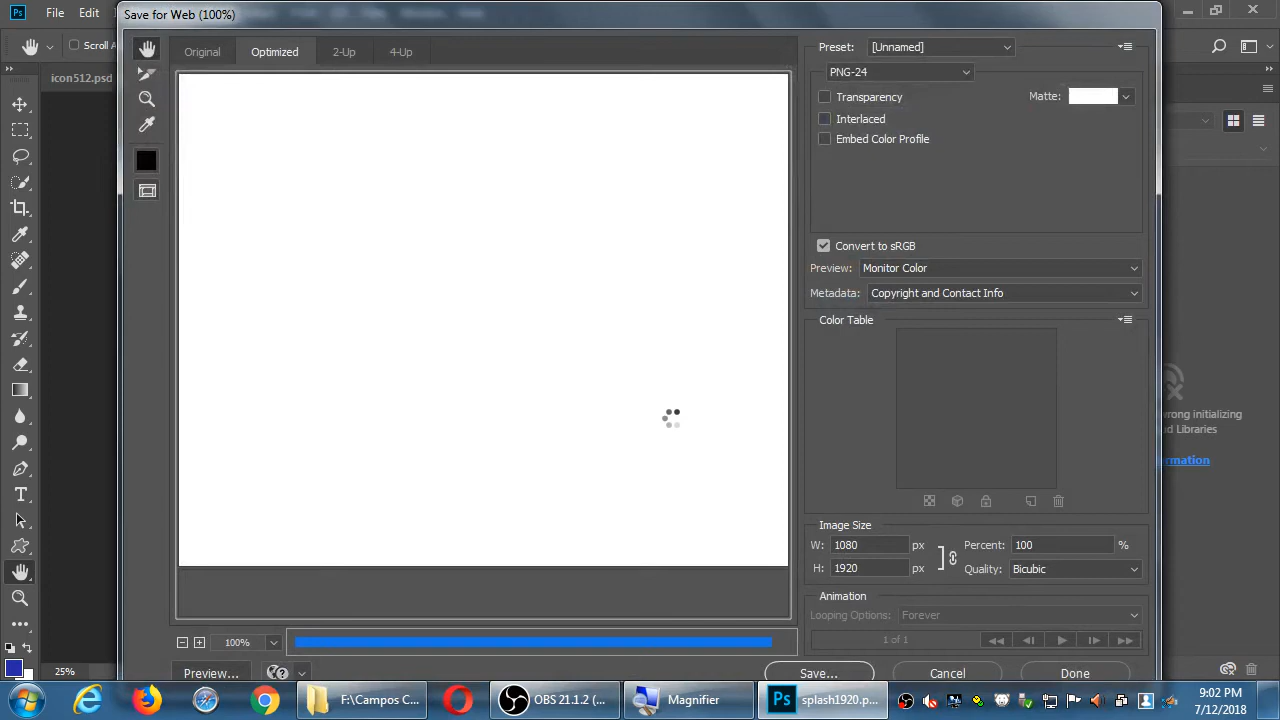 Save for Web (100%)
File
Edit
Scroll A
icon512.psd
Original
Optimized
2-Up
4-Up
Preset:
[Unnamed]
PNG-24
Transparency
Matte:
Interlaced
Embed Color Profile
Convert to sRGB
Preview:
Monitor Color
Metadata:
Copyright and Contact Info
Color Table
wrong initializing
d Libraries
rmation
Image Size
W:
1080
px
Percent:
100
%
H:
1920
px
Quality:
Bicubic
Animation
Looping Options:
Forever
1 of 1
100%
25%
Preview...
Save...
Cancel
Done
F:\Campos C...
OBS 21.1.2 (...
Magnifier
Ps
splash1920.p...
9:02 PM
7/12/2018